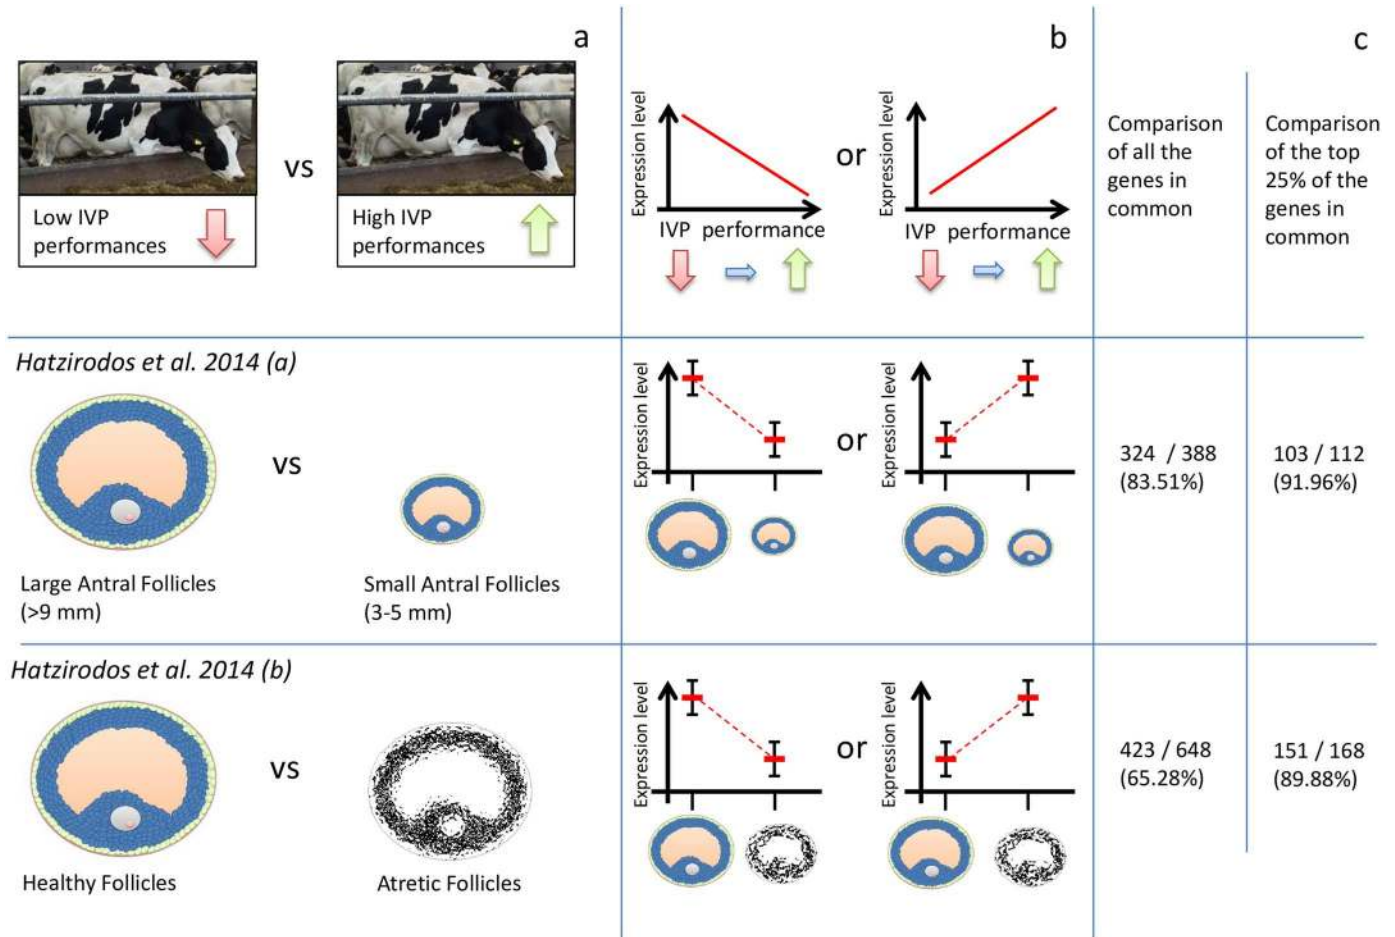 a
b
c
vs
Low IVP
performances
High IVP
performances
Expression level
IVP performance
or
Expression level
IVP performance
Comparison
of all the
genes in
common
Comparison
of the top
25% of the
genes in
common
Hatzirodos et al. 2014 (a)
vs
Large Antral Follicles
(>9 mm)
Small Antral Follicles
(3-5 mm)
Expression level
or
Expression level
324 / 388
(83.51%)
103 / 112
(91.96%)
Hatzirodos et al. 2014 (b)
vs
Healthy Follicles
Atretic Follicles
Expression level
or
Expression level
423 / 648
(65.28%)
151 / 168
(89.88%)